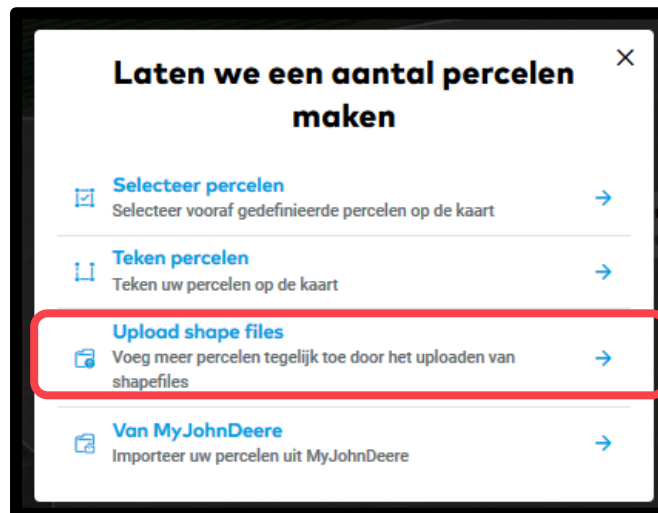 Laten we een aantal percelen
maken
Selecteer percelen
Selecteer vooraf gedefinieerde percelen op de kaart
Teken percelen
Teken uw percelen op de kaart
Upload shape files
Voeg meer percelen tegelijk toe door het uploaden van
shapefiles
Van MyJohnDeere
Importeer uw percelen uit MyJohnDeere